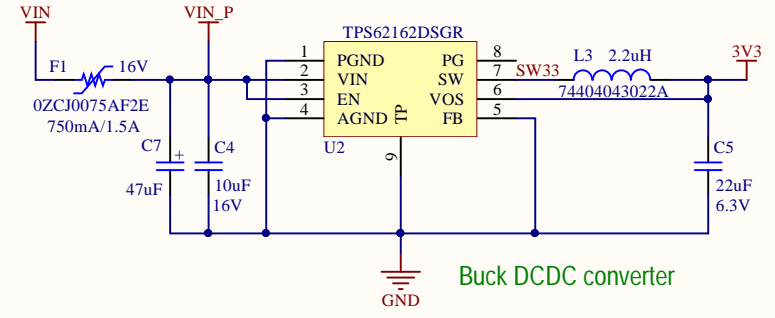 VIN
VIN_P
TPS62162DSGR
F1
16V
0ZCJ0075AF2E
750mA/1.5A
C7
+
47uF
C4
10uF
16V
1
2
3
4
PGND
VIN
EN
AGND
TP
PG
SW
VOS
FB
8
7
6
5
9
U2
SW33
L3
2.2uH
74404043022A
3V3
C5
22uF
6.3V
GND
Buck DCDC converter